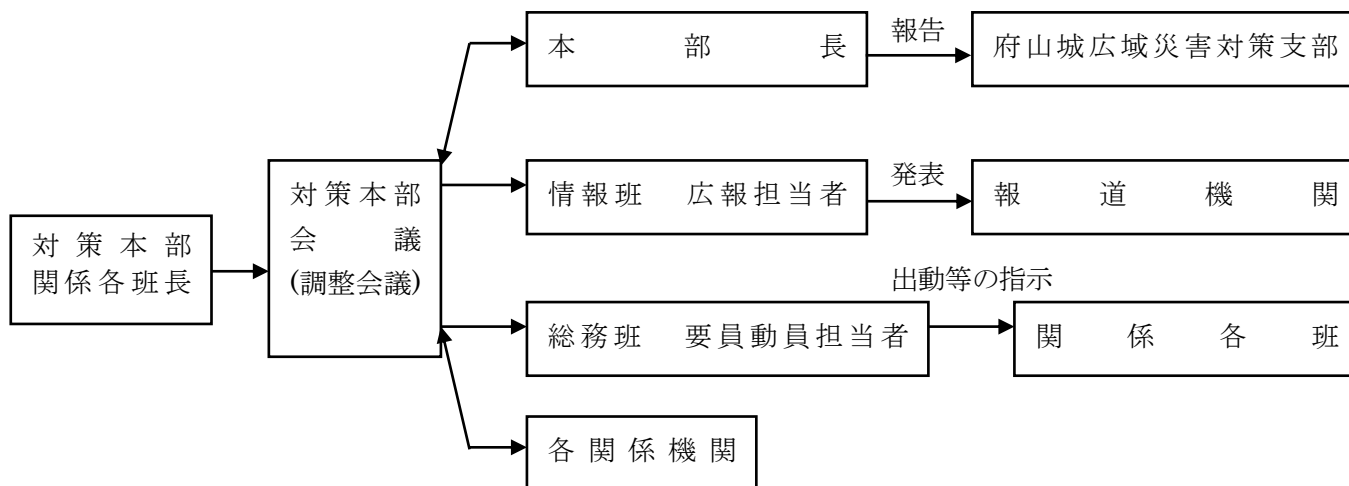 本部長
報告
府山城広域災害対策支部
対策本部
会議
(調整会議)
情報班 広報担当者
発表
報道機関
対策本部
関係各班長
出動等の指示
総務班 要員動員担当者
関係各班
各関係機関